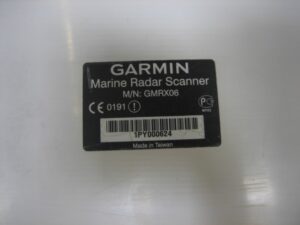 GARMIN
Marine Radar Scanner
M/N: GMRX06
CE 0191
1PY000624
Made in Taiwan